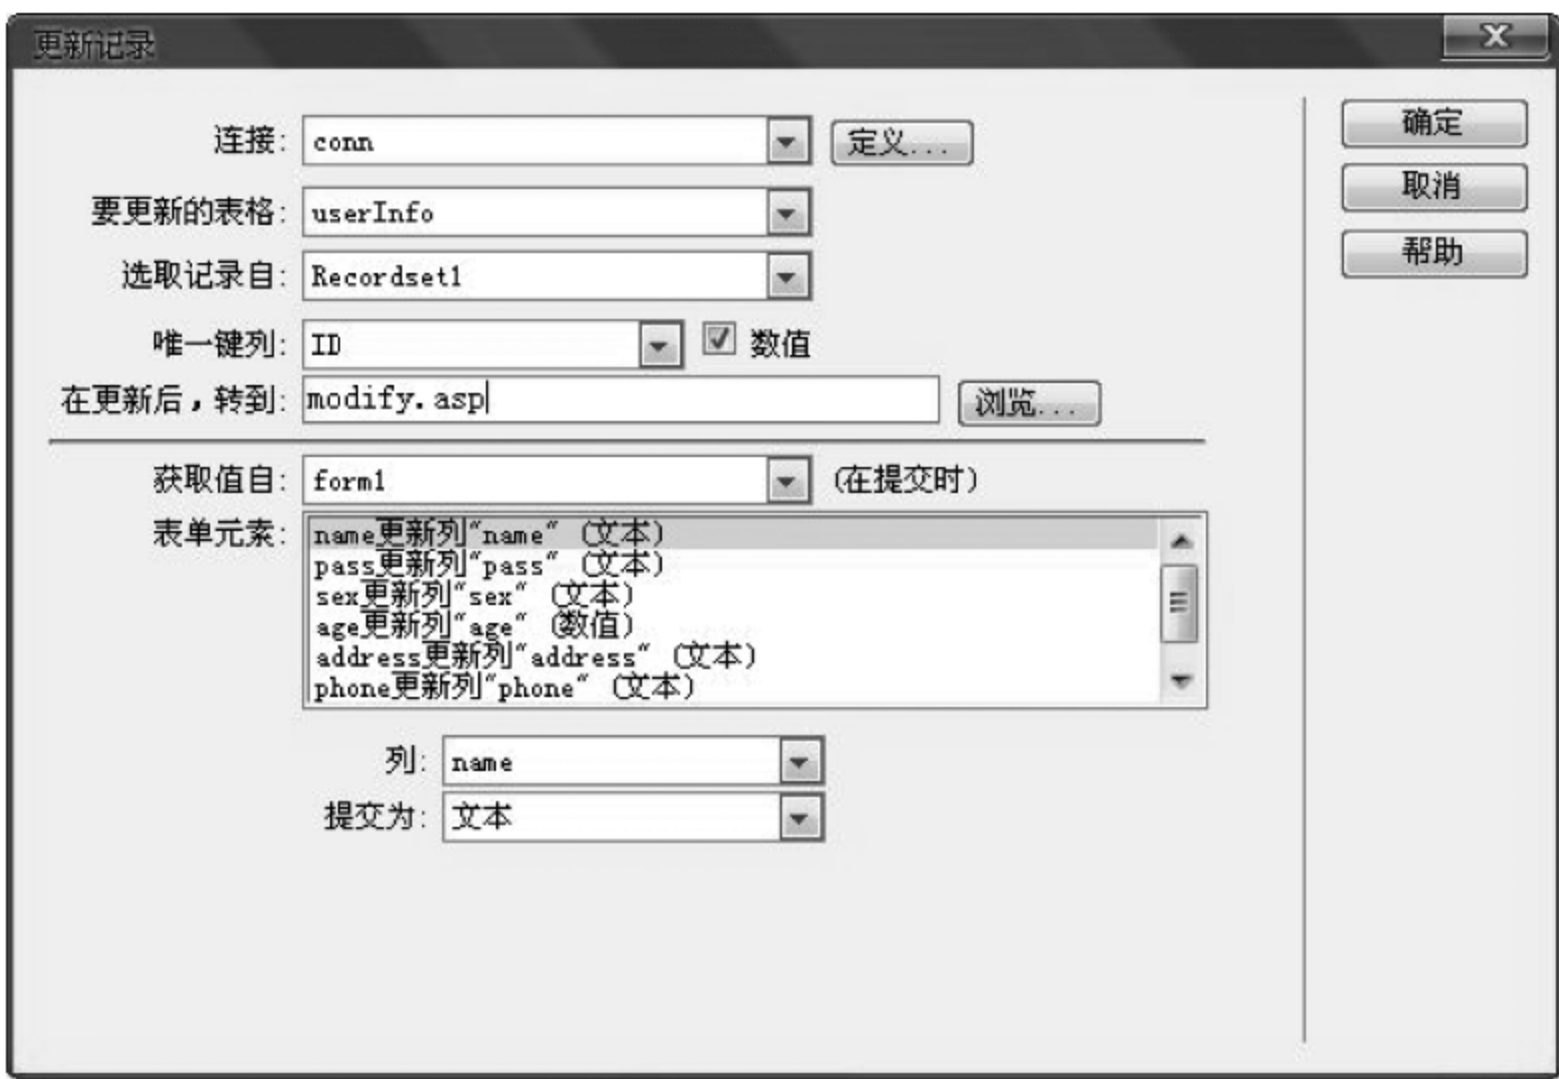 更新记录
连接: conn 定义... 确定
要更新的表格: userInfo 取消
选取记录自: Recordset1 帮助
唯一键列: ID 数值
在更新后,转到: modify.asp 浏览...
获取值自: form1 (在提交时)
表单元素: name更新列"name" (文本)
pass更新列"pass" (文本)
sex更新列"sex" (文本)
age更新列"age" (数值)
address更新列"address" (文本)
phone更新列"phone" (文本)
列: name
提交为: 文本